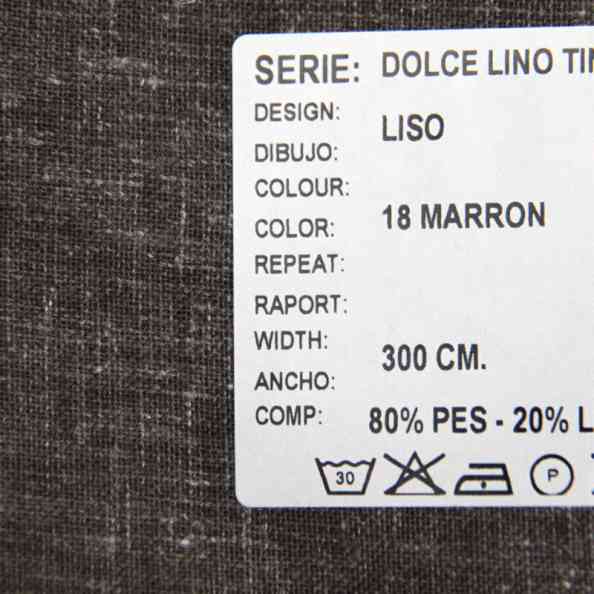 SERIE: DOLCE LINO
DESIGN:
LISO
DIBUJO:
COLOUR:
18 MARRON
COLOR:
REPEAT:
RAPORT:
WIDTH:
300 CM.
ANCHO:
COMP: 80% PES - 20%
30
P